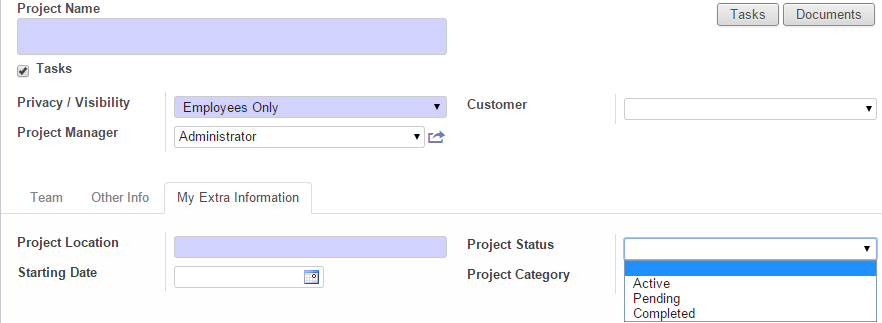 Project Name
Tasks Documents
Tasks
Privacy / Visibility Employees Only Customer
Project Manager Administrator
Team Other Info My Extra Information
Project Location Project Status
Starting Date Project Category
Active
Pending
Completed